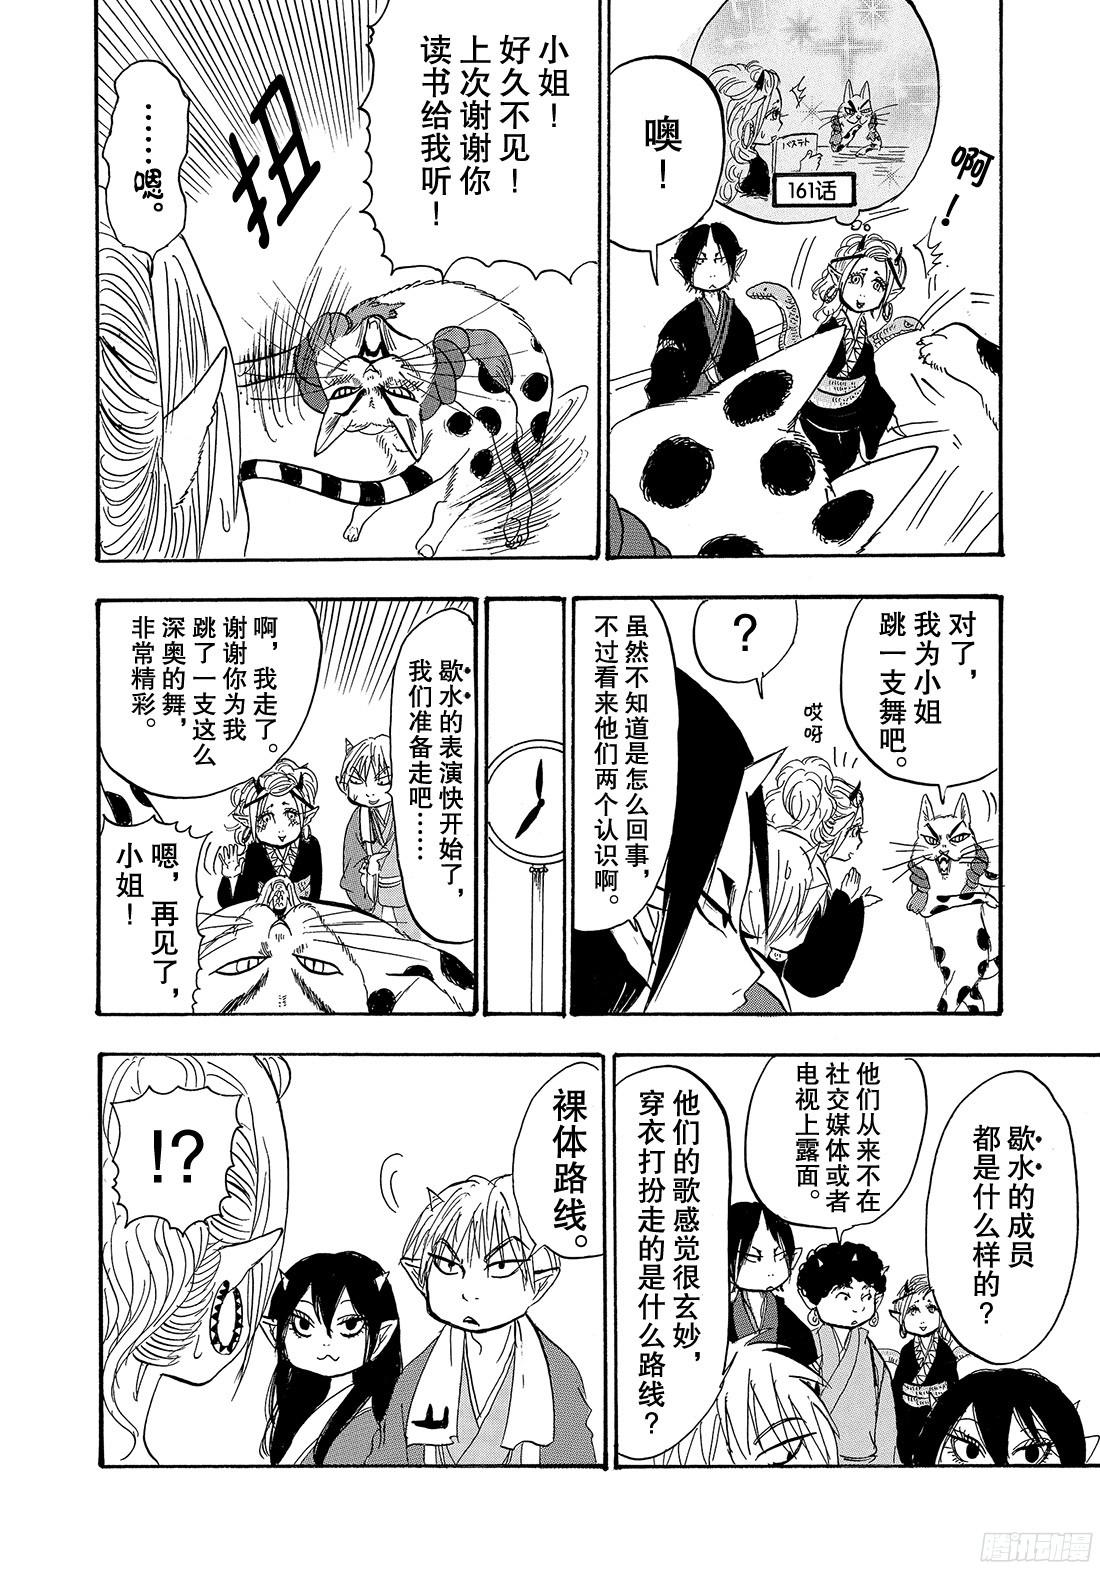 啊！
パスラト
161话
噢！
小姐！
好久不见！
上次谢谢你
读书给我听！
扭
……嗯。
对了，
我为小姐
跳一支舞吧。
哎呀
？
虽然不知道是怎么回事，
不过看来他们两个认识啊。
歇水的表演快开始了，
我们准备走吧……
啊，我走了。
谢谢你为我
跳了一支这么
深奥的舞，
非常精彩。
嗯，再见了，
小姐！
歇水的成员
都是什么样的？
他们从来不在
社交媒体或者
电视上露面。
他们的歌感觉很玄妙，
穿衣打扮走的是什么路线？
裸体路线。
!?
腾讯动漫